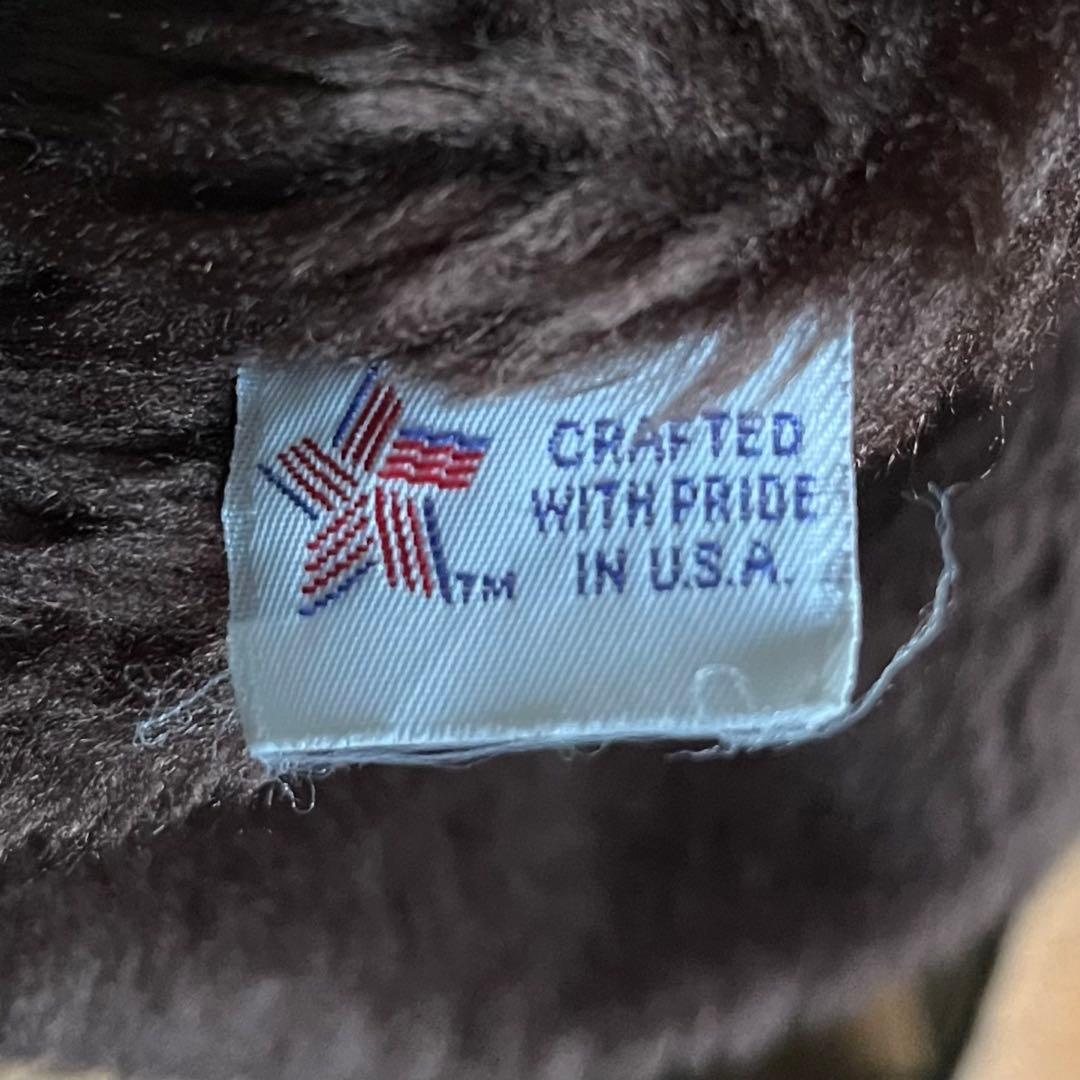 CRAFTED
WITH PRIDE
IN U.S.A.
TM